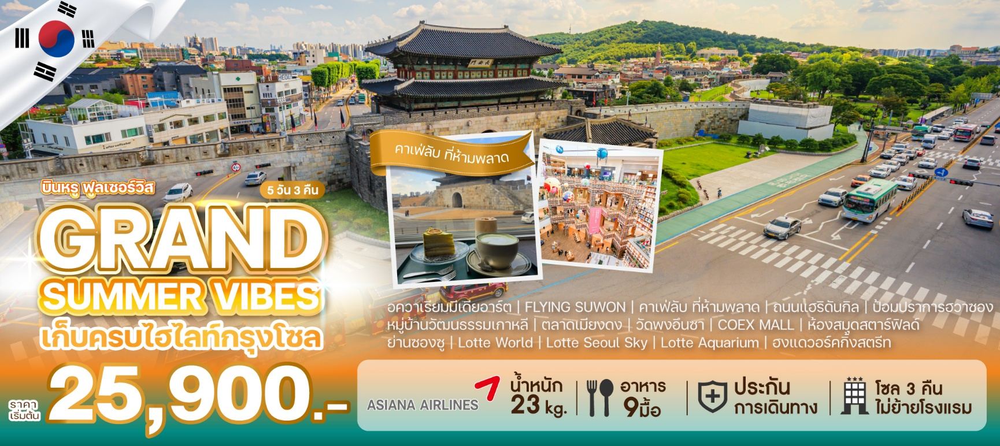 長安門
HEOL
aftercoffeebar
คาเฟ่ลับ ที่ห้ามพลาด
บินหรู ฟูลเซอร์วิส
5 วัน 3 คืน
GRAND
SUMMER VIBES
เก็บครบไฮไลท์กรุงโซล
ราคา
เริ่มต้น
25,900.-
อควาเรียมมีเดียอาร์ต | FLYING SUWON | คาเฟ่ลับ ที่ห้ามพลาด | ถนนแฮริดันกิล | ป้อมปราการฮวาซอง
หมู่บ้านวัฒนธรรมเกาหลี | ตลาดเมียงดง | วัดพงอึนซา | COEX MALL | ห้องสมุดสตาร์ฟิลด์
ย่านซองซู | Lotte World | Lotte Seoul Sky | Lotte Aquarium | ฮงแดวอร์คกิ้งสตรีท
ASIANA AIRLINES
น้ำหนัก
23 kg.
อาหาร
9มื้อ
ประกัน
การเดินทาง
โซล 3 คืน
ไม่ย้ายโรงแรม